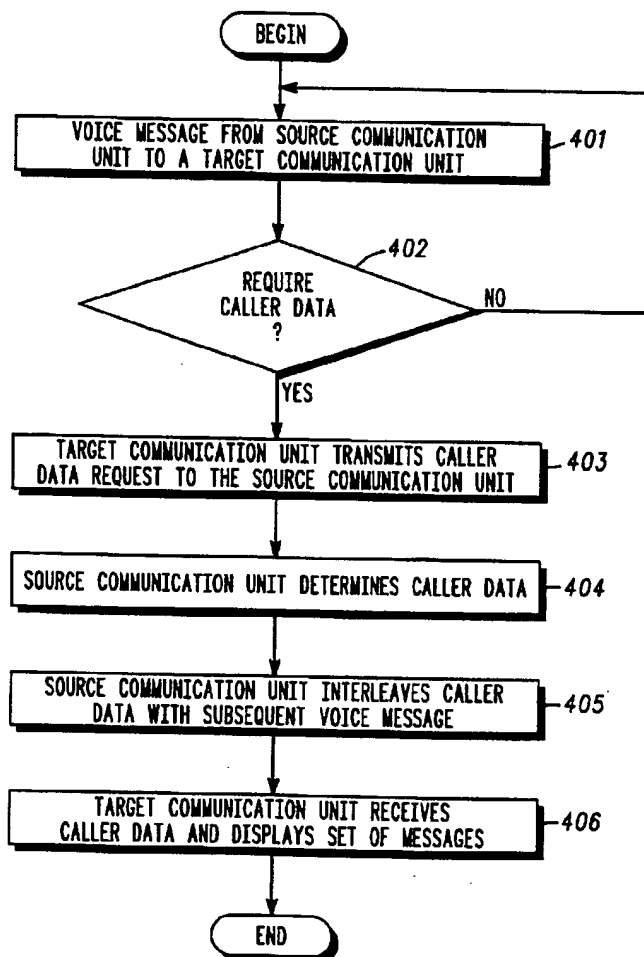 BEGIN
VOICE MESSAGE FROM SOURCE COMMUNICATION
UNIT TO A TARGET COMMUNICATION UNIT
401
402
REQUIRE
CALLER DATA
?
NO
YES
TARGET COMMUNICATION UNIT TRANSMITS CALLER
DATA REQUEST TO THE SOURCE COMMUNICATION UNIT
403
SOURCE COMMUNICATION UNIT DETERMINES CALLER DATA
404
SOURCE COMMUNICATION UNIT INTERLEAVES CALLER
DATA WITH SUBSEQUENT VOICE MESSAGE
405
TARGET COMMUNICATION UNIT RECEIVES
CALLER DATA AND DISPLAYS SET OF MESSAGES
406
END